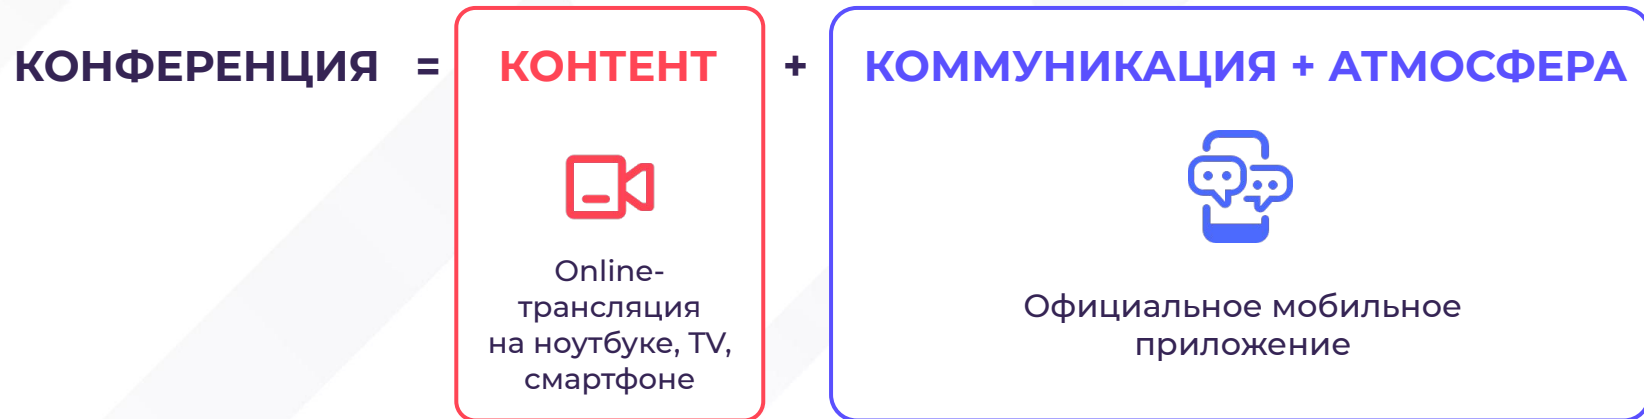 КОНФЕРЕНЦИЯ = КОНТЕНТ + КОММУНИКАЦИЯ + АТМОСФЕРА
Online-
трансляция
на ноутбуке, TV,
смартфоне
Официальное мобильное
приложение